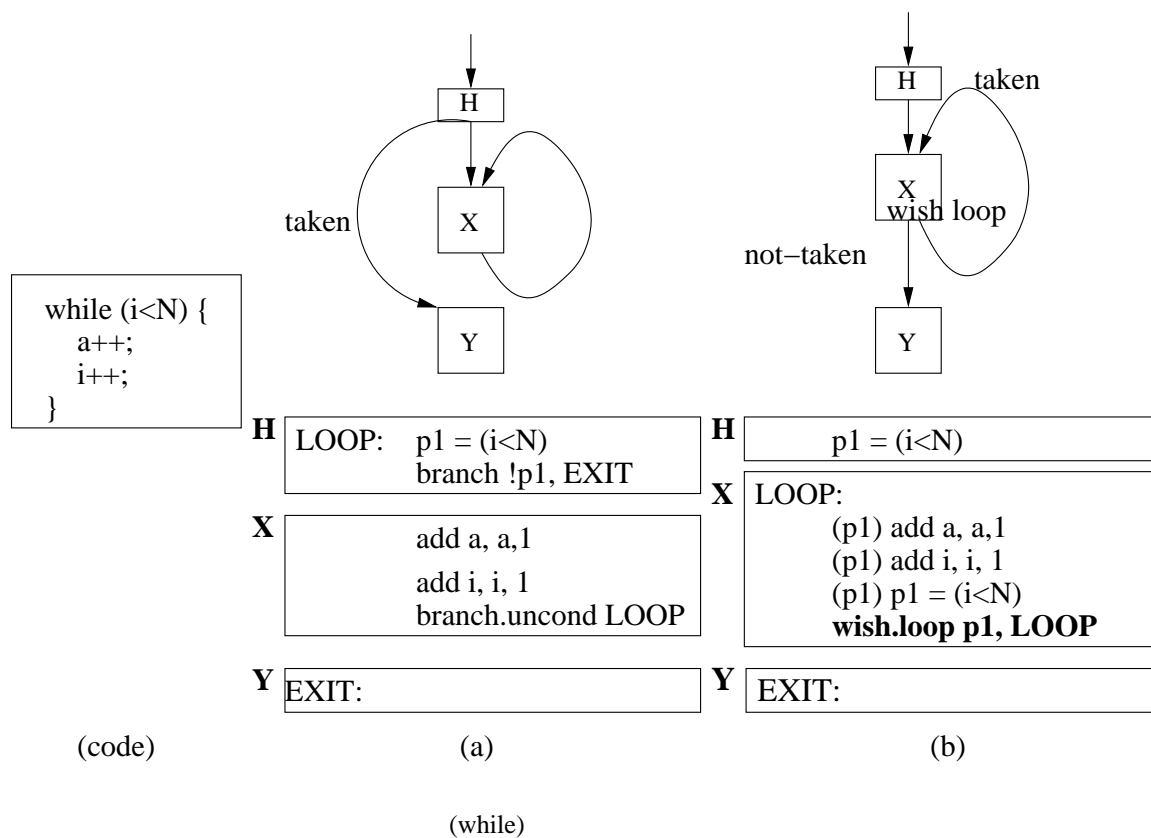 while (i<N) {
a++;
i++;
}
(code)
H
taken
X
Y
H
LOOP: p1 = (i<N)
branch !p1, EXIT
X
add a, a,1
add i, i, 1
branch.uncond LOOP
Y
EXIT:
(a)
H
taken
X
wish loop
not−taken
Y
H
p1 = (i<N)
X
LOOP:
(p1) add a, a,1
(p1) add i, i, 1
(p1) p1 = (i<N)
wish.loop p1, LOOP
Y
EXIT:
(b)
(while)